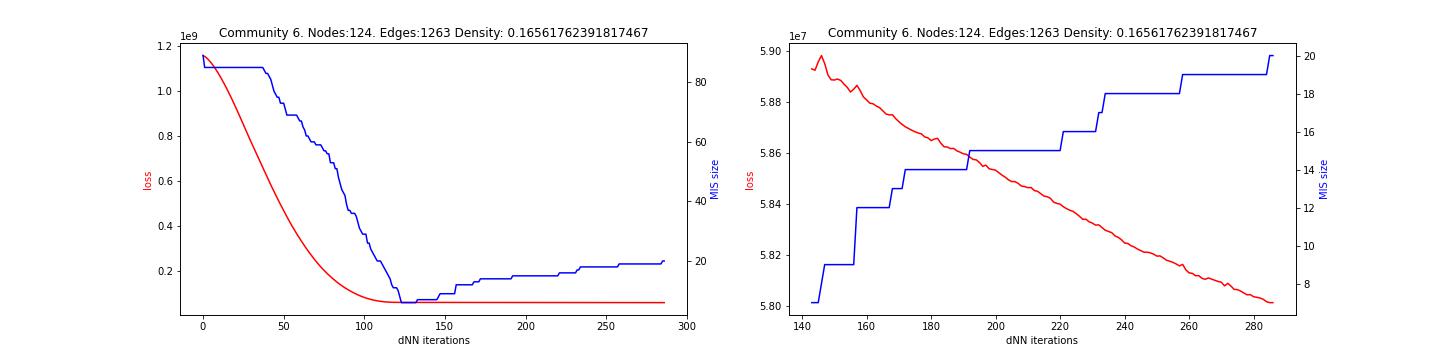 Community 6. Nodes:124. Edges:1263 Density: 0.16561762391817467
1e9
1.2
1.0
0.8
0.6
0.4
0.2
loss
80
60
40
20
MIS size
0 50 100 150 200 250 300
dNN iterations
Community 6. Nodes:124. Edges:1263 Density: 0.16561762391817467
1e7
5.90
5.88
5.86
5.84
5.82
5.80
loss
20
18
16
14
12
10
8
MIS size
140 160 180 200 220 240 260 280
dNN iterations